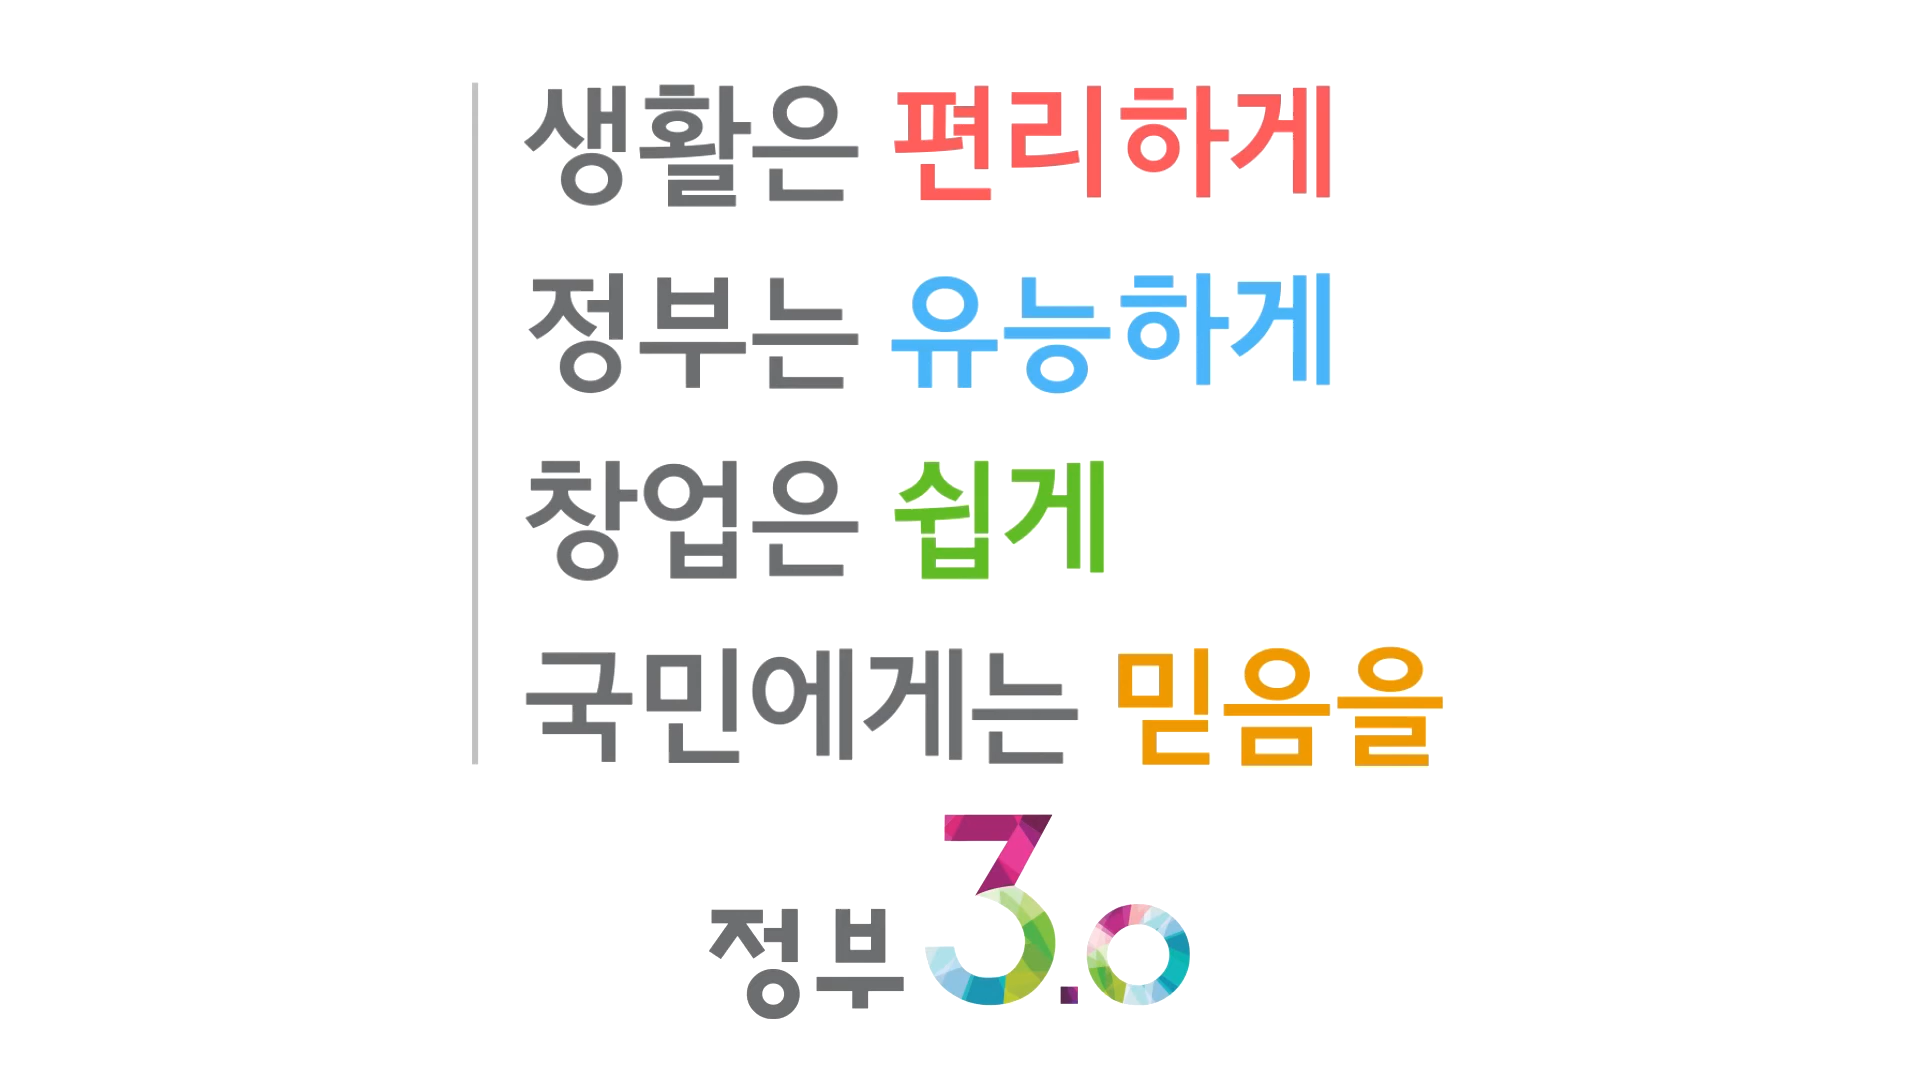 생활은 편리하게
정부는 유능하게
창업은 쉽게
국민에게는 믿음을
정부 3.0